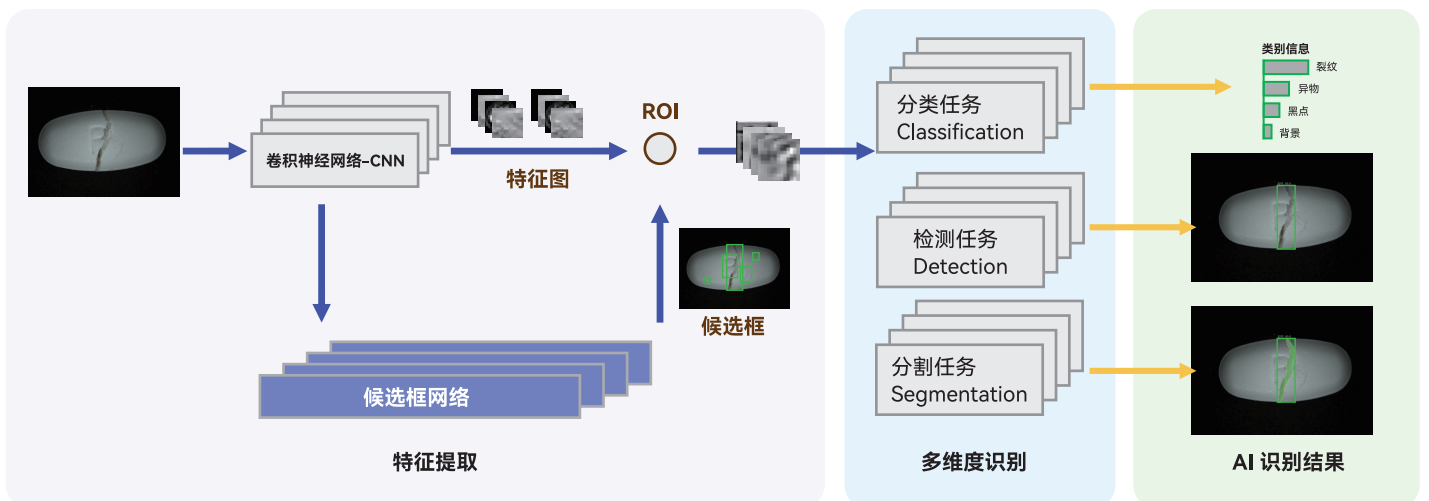 卷积神经网络-CNN
特征图
ROI
候选框
候选框网络
特征提取
分类任务
Classification
检测任务
Detection
分割任务
Segmentation
多维度识别
类别信息
裂纹
异物
黑点
背景
AI 识别结果